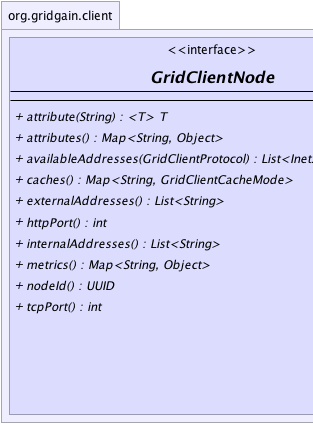 org.gridgain.client
<<interface>>
GridClientNode
+ attribute(String) : <T> T
+ attributes() : Map<String, Object>
+ availableAddresses(GridClientProtocol) : List<Inet
+ caches() : Map<String, GridClientCacheMode>
+ externalAddresses() : List<String>
+ httpPort() : int
+ internalAddresses() : List<String>
+ metrics() : Map<String, Object>
+ nodeId() : UUID
+ tcpPort() : int